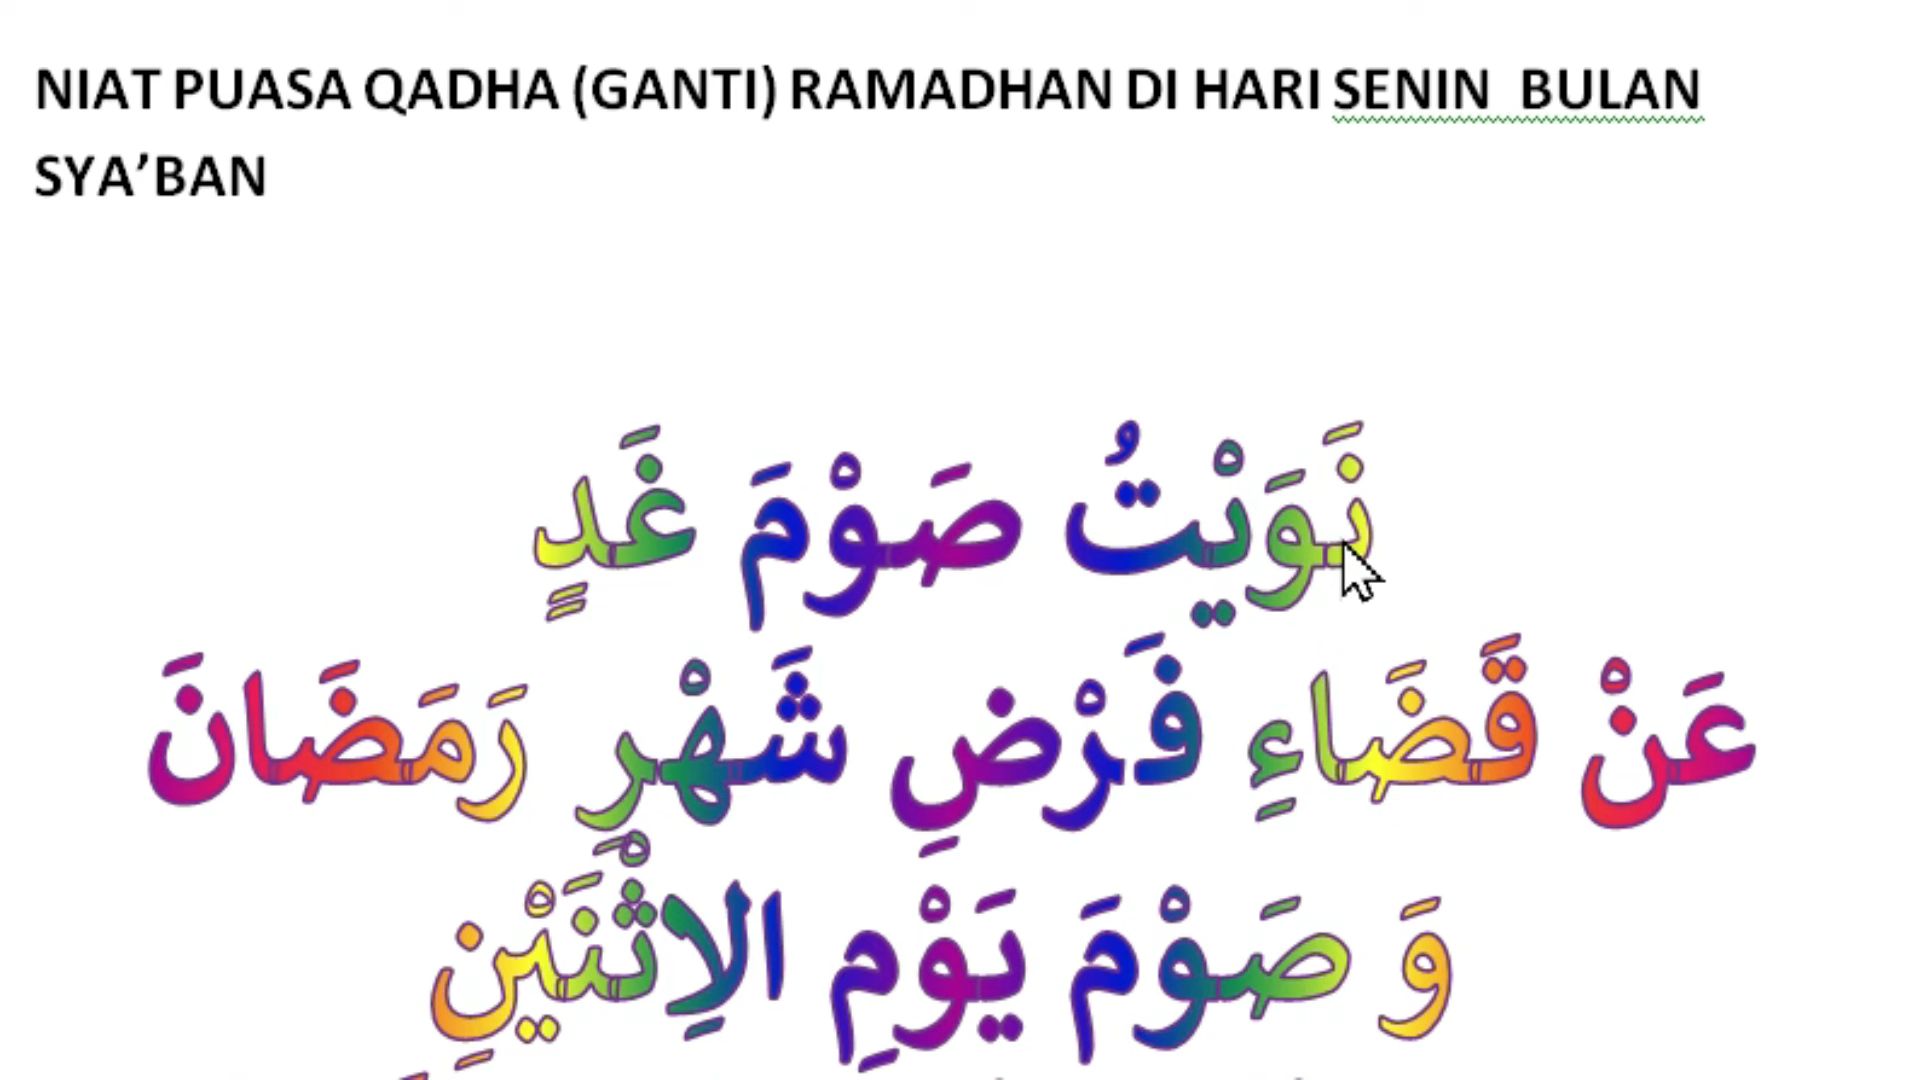 NIAT PUASA QADHA (GANTI) RAMADHAN DI HARI SENIN BULAN
SYA’BAN
نَوَيْتُ صَوْمَ غَدٍ
عَنْ قَضَاءِ فَرْضِ شَهْرِ رَمَضَانَ
وَ صَوْمَ يَوْمِ الاِثْنَيْنِ